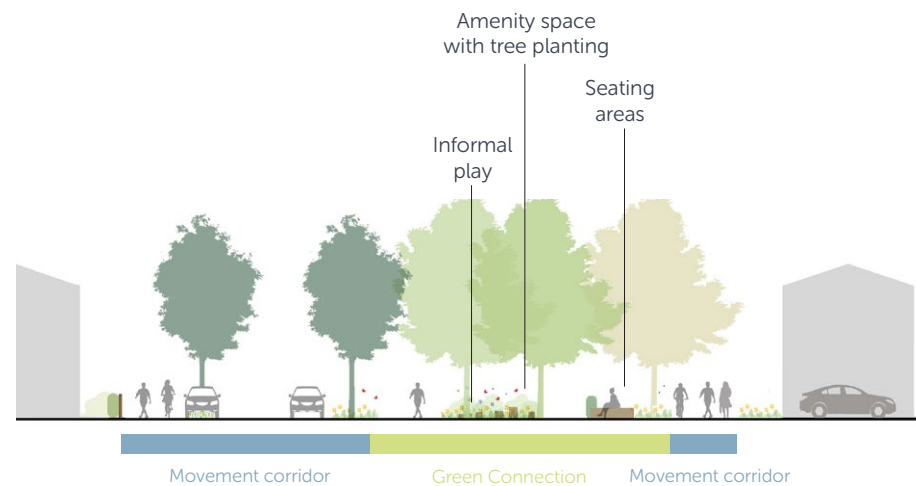 Amenity space
with tree planting
Seating
areas
Informal
play
Movement corridor
Green Connection
Movement corridor